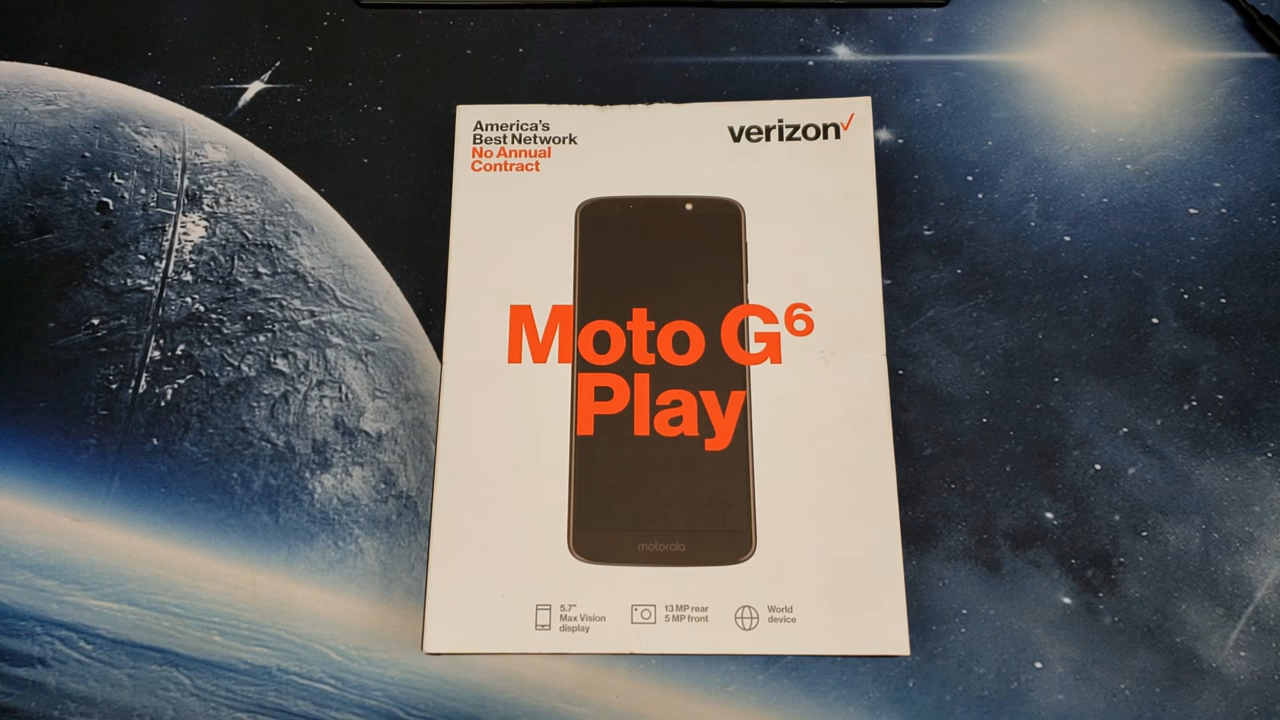 America's
Best Network
No Annual
Contract
verizon✓
Moto G⁶
Play
motorola
5.7"
Max Vision
display
13 MP rear
5 MP front
World
device